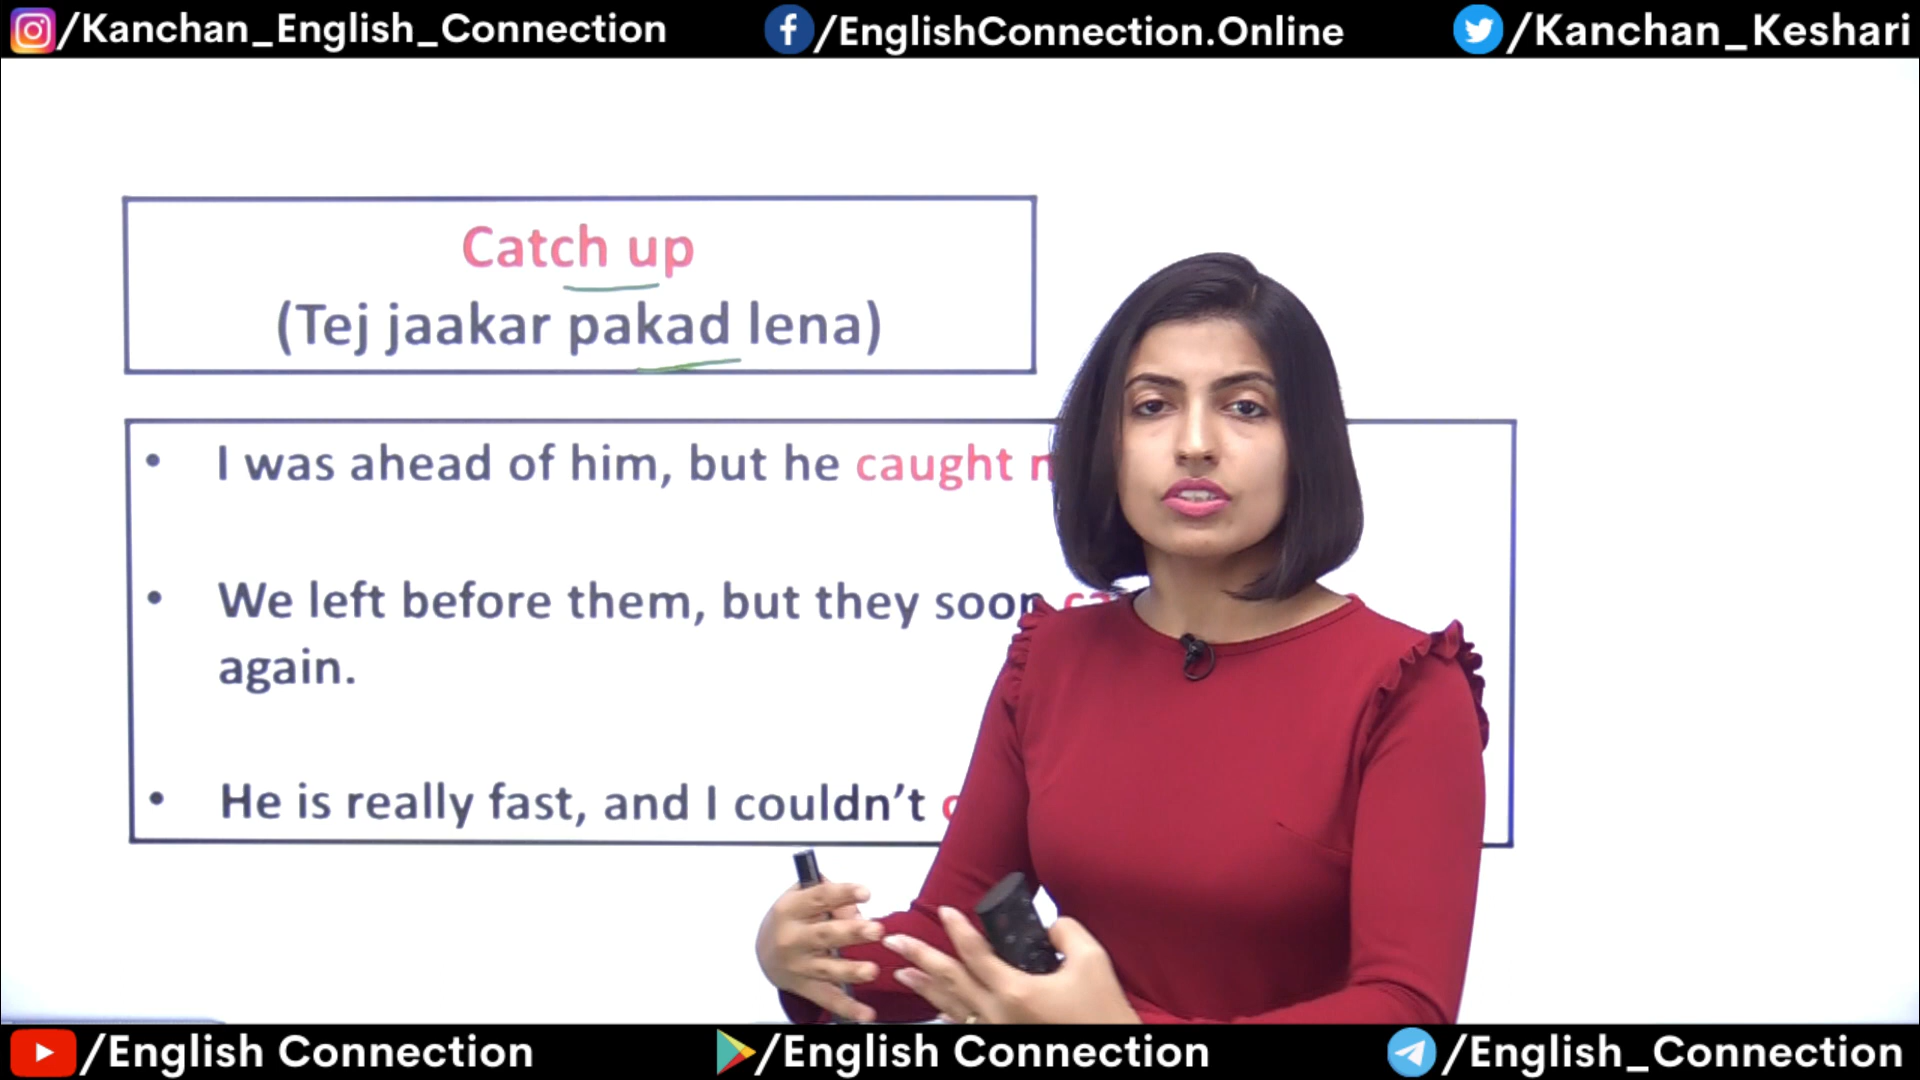 /Kanchan_English_Connection
/EnglishConnection.Online
/Kanchan_Keshari
Catch up
(Tej jaakar pakad lena)
• I was ahead of him, but he caught
• We left before them, but they soon
again.
• He is really fast, and I couldn’t
/English Connection
/English Connection
/English_Connection